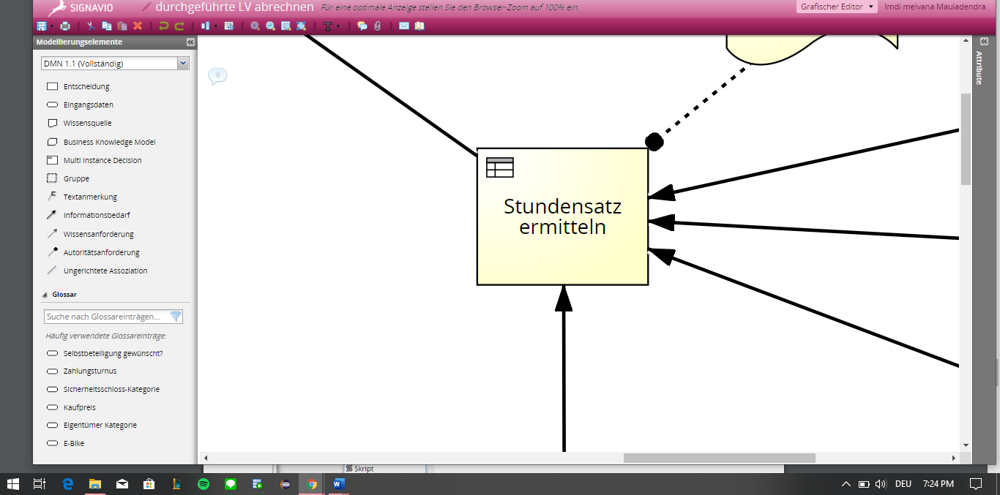 SIGNAVIO
durchgeführte LV abrechnen
Für eine optimale Anzeige stellen Sie den Browser-Zoom auf 100% ein.
Grafischer Editor
Imdi melvana Mauladendra
Modellierungselemente
DMN 1.1 (Vollständig)
Entscheidung
Eingangsdaten
Wissensquelle
Business Knowledge Model
Multi Instance Decision
Gruppe
Textanmerkung
Informationsbedarf
Wissensanforderung
Autoritätsanforderung
Ungerichtete Assoziation
Glossar
Suche nach Glossareinträgen...
Häufig verwendete Glossareinträge:
Selbstbeteiligung gewünscht?
Zahlungsturnus
Sicherheitsschloss-Kategorie
Kaufpreis
Eigentümer Kategorie
E-Bike
0
Stundensatz
ermitteln
Attribute
Skript
DEU
7:24 PM